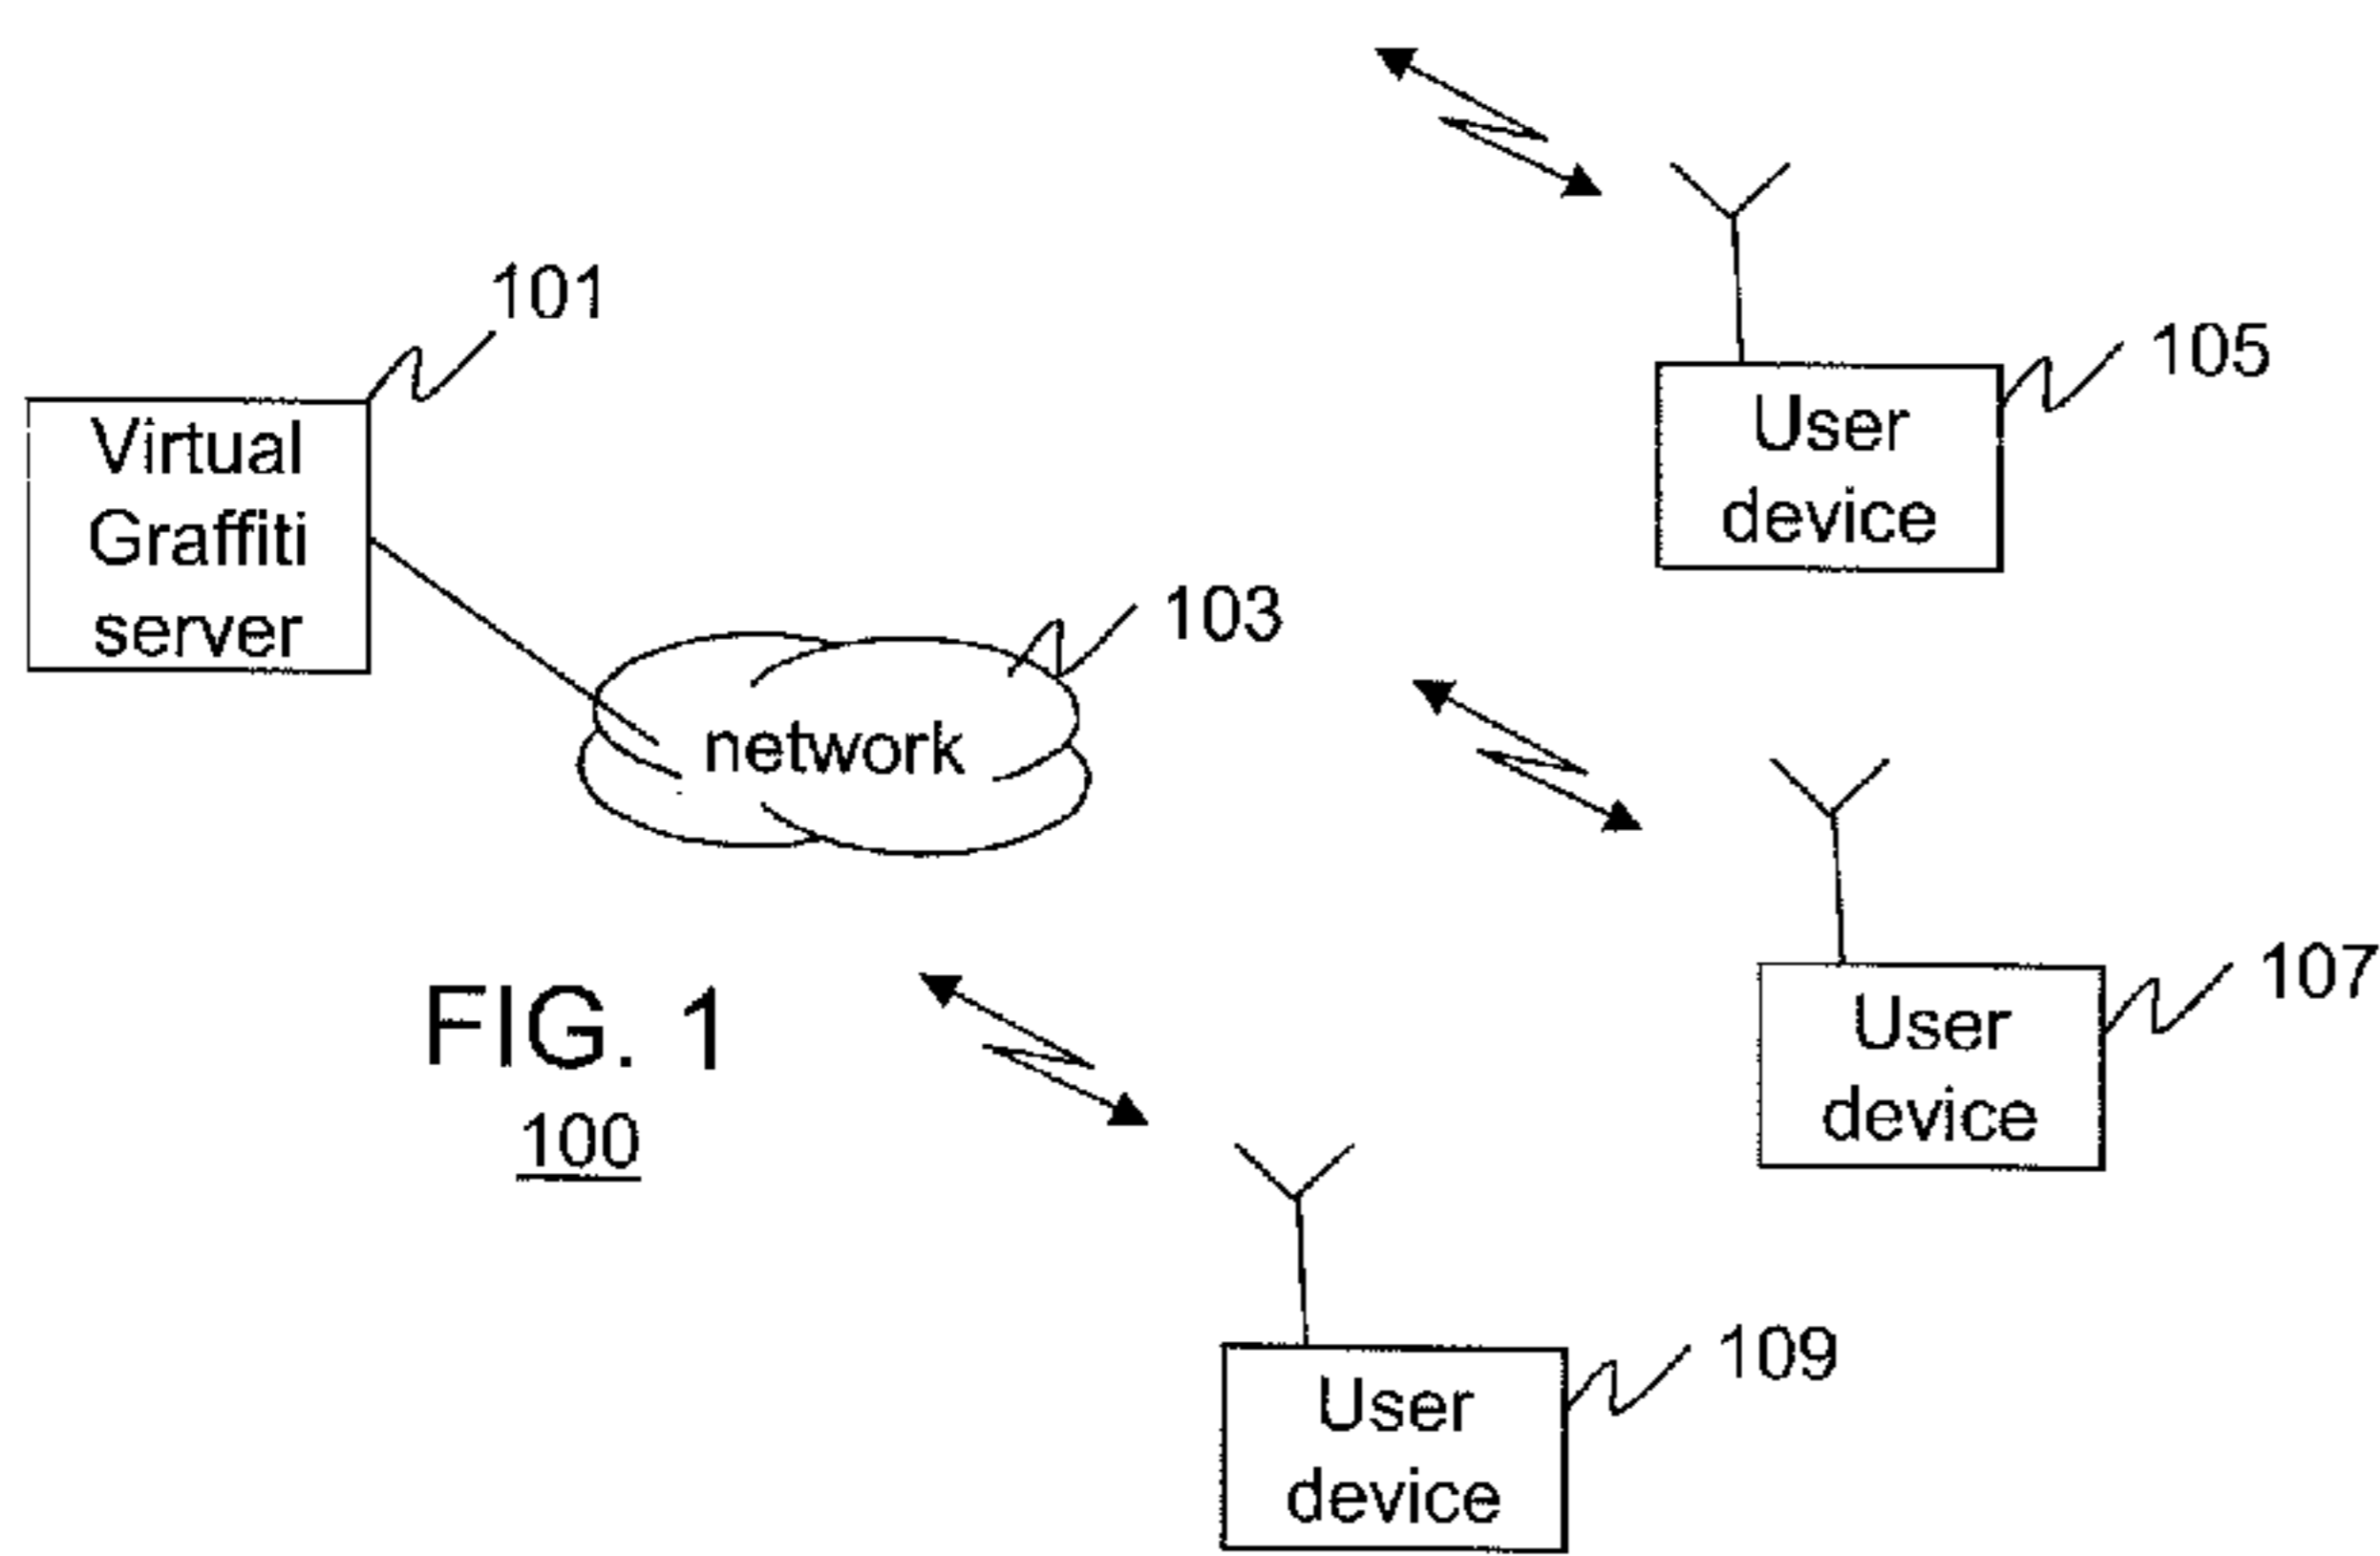 101
Virtual
Graffiti
server
105
User
device
103
network
107
User
device
FIG. 1
100
109
User
device